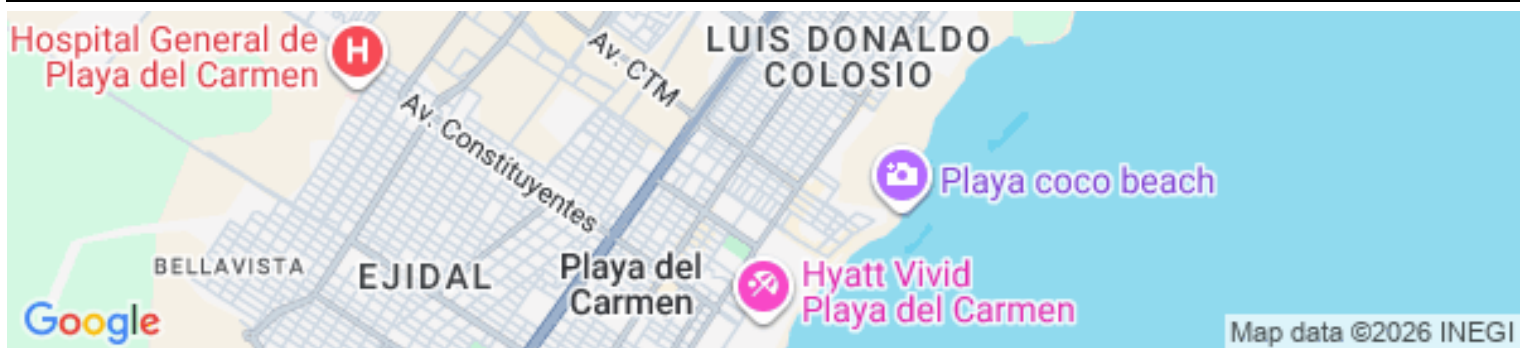 Hospital General de
Playa del Carmen
H
Av. CTM
LUIS DONALDO
COLOSIO
Av. Constituyentes
Playa coco beach
BELLAVISTA
EJIDAL
Playa del
Carmen
Hyatt Vivid
Playa del Carmen
Google
Map data ©2026 INEGI